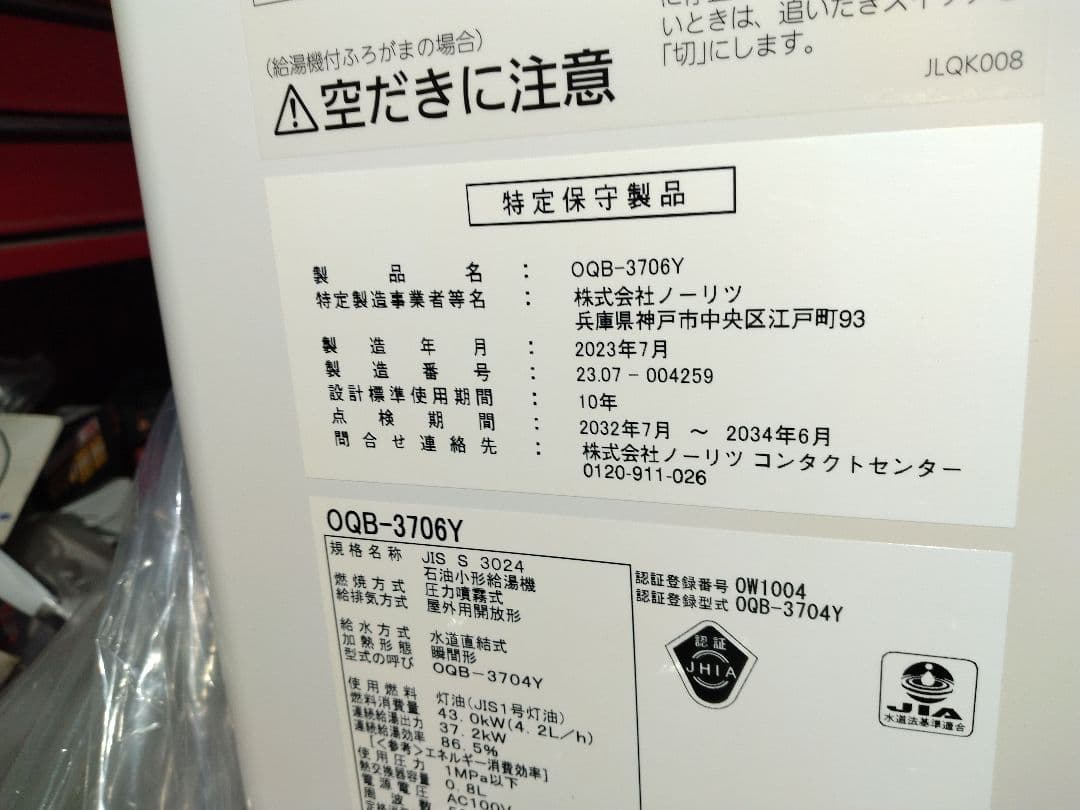 いときは、追いだきスイッチを
「切」にします。
(給湯機付ふろがまの場合)
⚠空だきに注意
JLQK008
特定保守製品
製品名 : OQB-3706Y
特定製造事業者等名 : 株式会社ノーリツ
兵庫県神戸市中央区江戸町93
製造年月 : 2023年7月
製造番号 : 23.07-004259
設計標準使用期間 : 10年
点検期間 : 2032年7月 ～ 2034年6月
問合せ連絡先 : 株式会社ノーリツ コンタクトセンター
0120-911-026
OQB-3706Y
規格名称 JIS S 3024
石油小形給湯機
燃焼方式 圧力噴霧式
給排気方式 屋外用開放形
給水方式 水道直結式
加熱形態 瞬間形
型式の呼び OQB-3704Y
使用燃料 灯油(JIS1号灯油)
燃料消費量 43.0kW(4.2L/h)
連続給湯出力 37.2kW
連続給湯効率 86.5%
[<参考>エネルギー消費効率]
使用圧力 1MPa以下
熱交換器容量 0.8L
電源電圧 AC100V
周波数
認証登録番号 OW1004
認証登録型式 OQB-3704Y
認証
JHIA
JIA
水道法基準適合